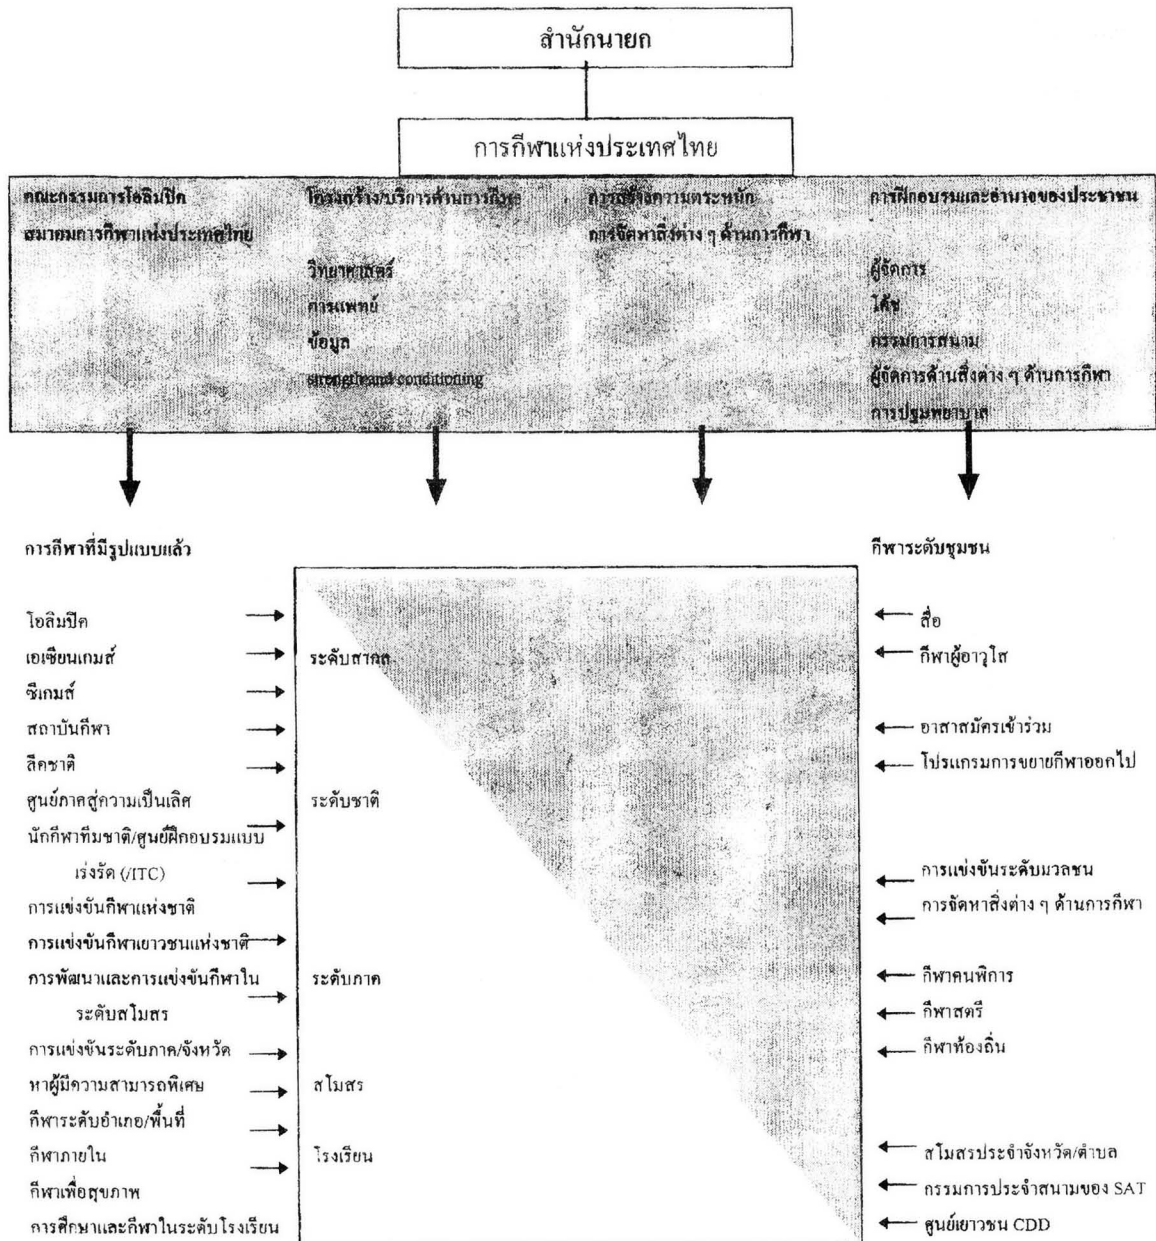 สำนักนายก
การกีฬาแห่งประเทศไทย
คณะกรรมการโอลิมปิค
สมาคมการกีฬาแห่งประเทศไทย
โครงสร้าง/บริการด้านการกีฬา
วิทยาศาสตร์
การแพทย์
ข้อมูล
strength and conditioning
การสร้างความตระหนัก
การจัดหาสิ่งต่าง ๆ ด้านการกีฬา
การฝึกอบรมและอำนาจของประชาชน
ผู้จัดการ
โค้ช
กรรมการสนาม
ผู้จัดการด้านสิ่งต่าง ๆ ด้านการกีฬา
การปฐมพยาบาล
การกีฬาที่มีรูปแบบแล้ว
โอลิมปิค
เอเซียนเกมส์
ซีเกมส์
สถาบันกีฬา
ลีคชาติ
ศูนย์ภาคสู่ความเป็นเลิศ
นักกีฬาทีมชาติ/ศูนย์ฝึกอบรมแบบ
เร่งรัด (/ITC)
การแข่งขันกีฬาแห่งชาติ
การแข่งขันกีฬาเยาวชนแห่งชาติ
การพัฒนาและการแข่งขันกีฬาใน
ระดับสโมสร
การแข่งขันระดับภาค/จังหวัด
หาผู้มีความสามารถพิเศษ
กีฬาระดับอำเภอ/พื้นที่
กีฬาภายใน
กีฬาเพื่อสุขภาพ
การศึกษาและกีฬาในระดับโรงเรียน
ระดับสากล
ระดับชาติ
ระดับภาค
สโมสร
โรงเรียน
กีฬาระดับชุมชน
สื่อ
กีฬาผู้อาวุโส
อาสาสมัครเข้าร่วม
โปรแกรมการขยายกีฬาออกไป
การแข่งขันระดับมวลชน
การจัดหาสิ่งต่าง ๆ ด้านการกีฬา
กีฬาคนพิการ
กีฬาสตรี
กีฬาท้องถิ่น
สโมสรประจำจังหวัด/ตำบล
กรรมการประจำสนามของ SAT
ศูนย์เยาวชน CDD